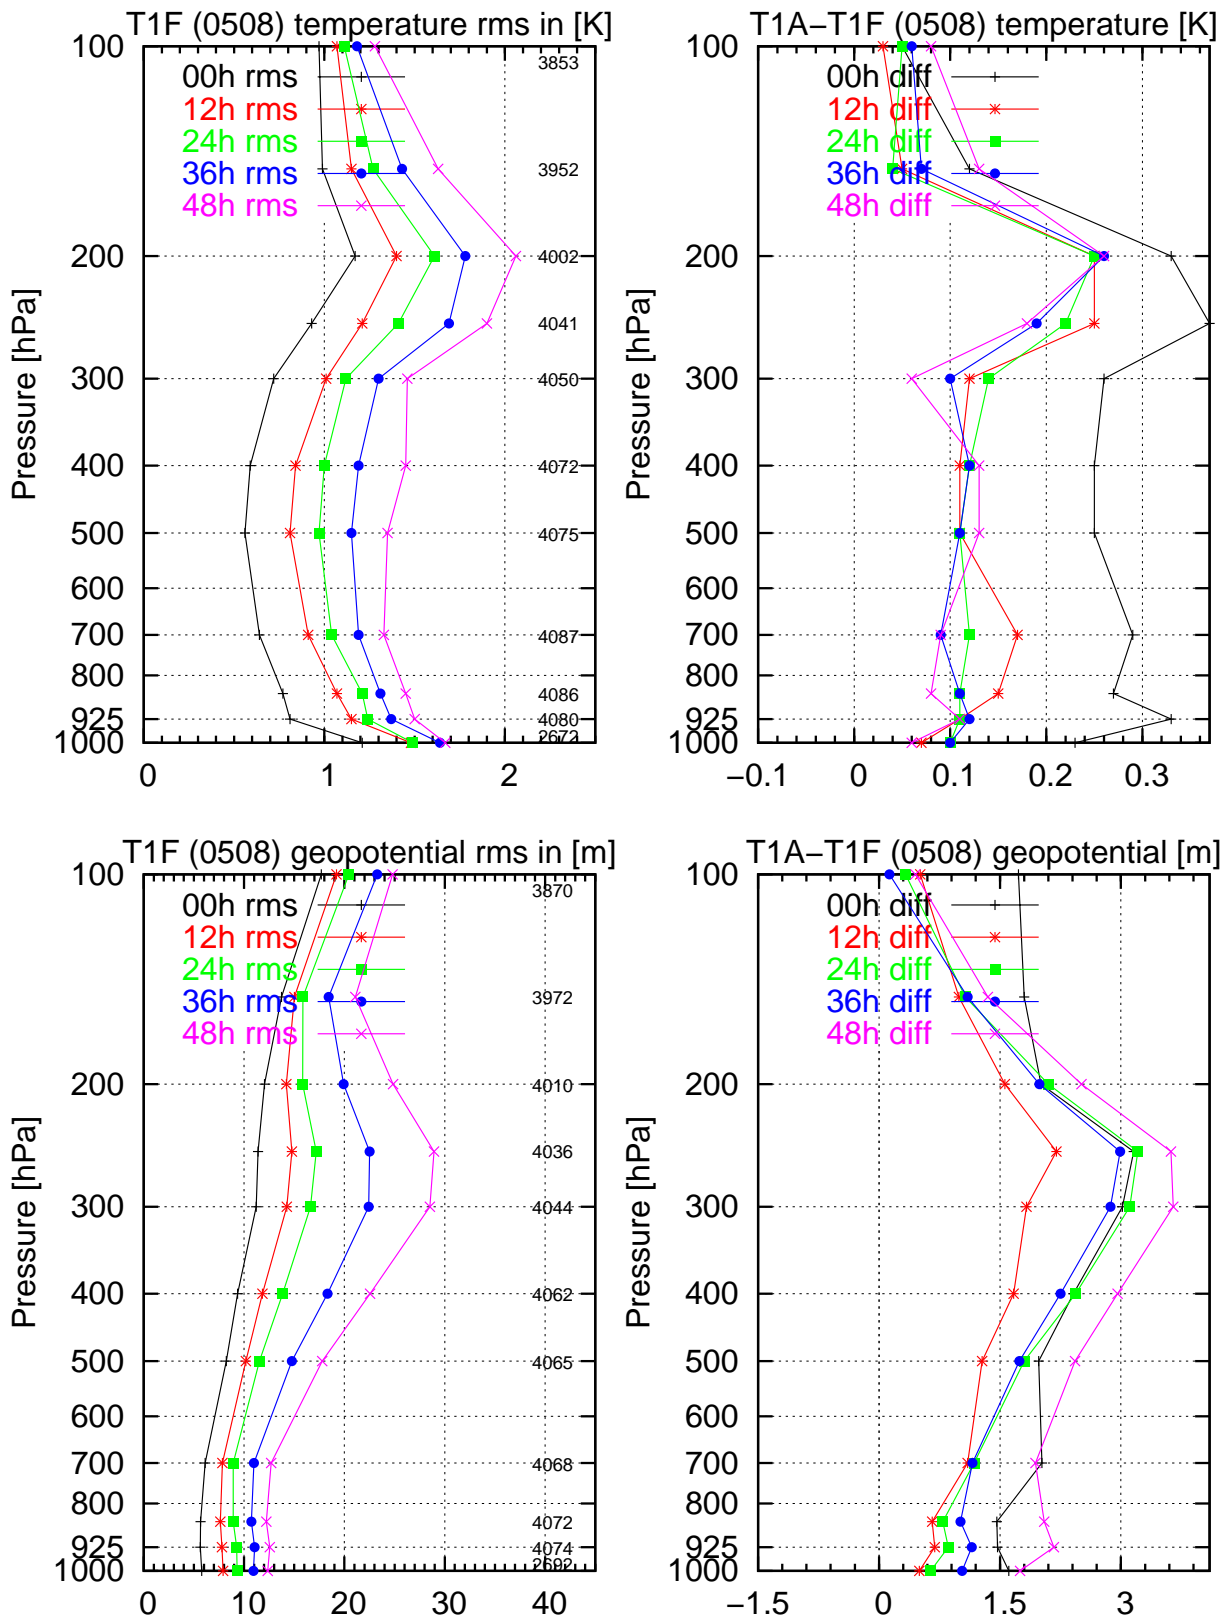 T1F (0508) temperature rms in [K]
100
200
300
400
500
600
700
800
925
1000
Pressure [hPa]
00h rms
12h rms
24h rms
36h rms
48h rms
3853
3952
4002
4041
4050
4072
4075
4087
4086
4080
2673
0 1 2
T1A−T1F (0508) temperature [K]
100
200
300
400
500
600
700
800
925
1000
Pressure [hPa]
00h diff
12h diff
24h diff
36h diff
48h diff
−0.1 0 0.1 0.2 0.3
T1F (0508) geopotential rms in [m]
100
200
300
400
500
600
700
800
925
1000
Pressure [hPa]
00h rms
12h rms
24h rms
36h rms
48h rms
3870
3972
4010
4036
4044
4062
4065
4068
4072
4074
2692
0 10 20 30 40
T1A−T1F (0508) geopotential [m]
100
200
300
400
500
600
700
800
925
1000
Pressure [hPa]
00h diff
12h diff
24h diff
36h diff
48h diff
−1.5 0 1.5 3